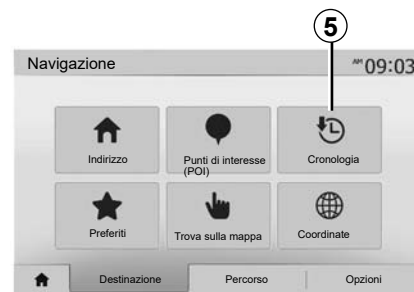 5
Navigazione AM 09:03
Indirizzo Punti di interesse (POI) Cronologia
Preferiti Trova sulla mappa Coordinate
Destinazione Percorso Opzioni